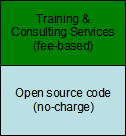 Training &
Consulting Services
(fee-based)
Open source code
(no-charge)